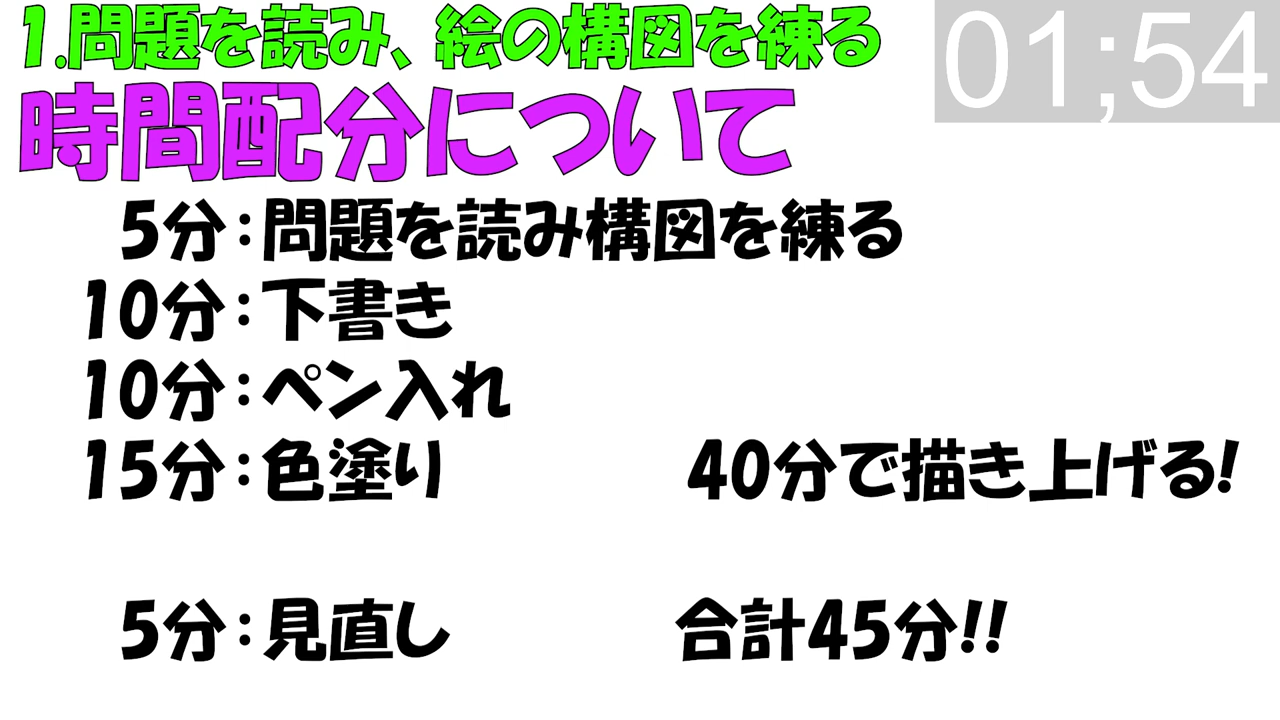 1.問題を読み、絵の構図を練る
01;54
時間配分について
5分:問題を読み構図を練る
10分:下書き
10分:ペン入れ
15分:色塗り 40分で描き上げる!
5分:見直し 合計45分!!